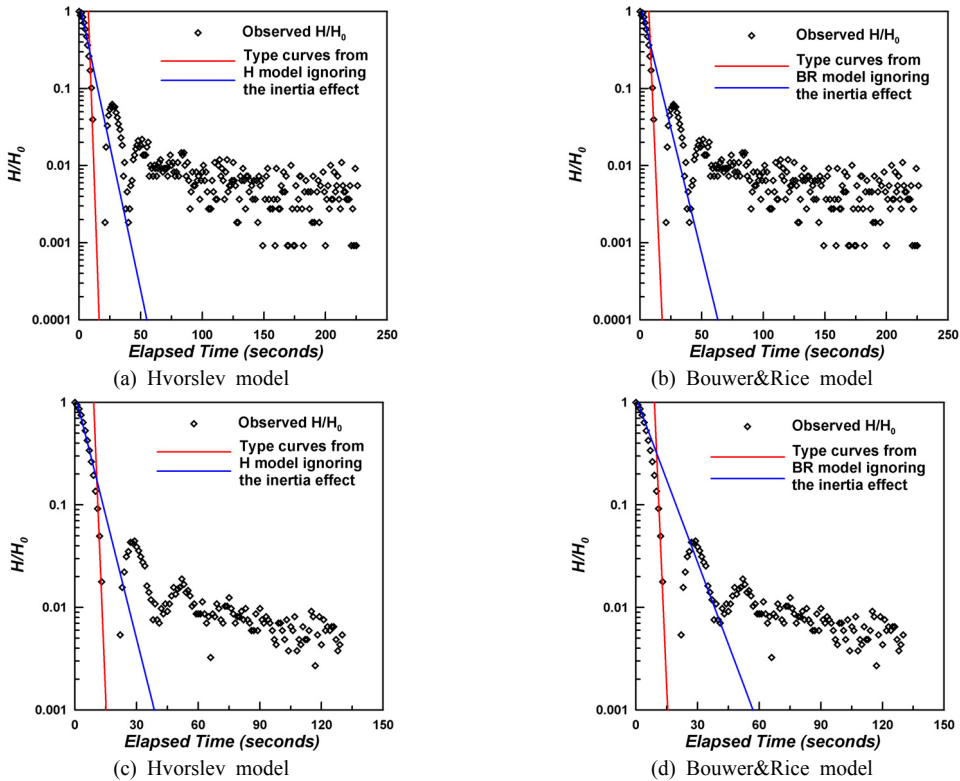 1
0.1
0.01
0.001
0.0001
H/H0
Observed H/H0
Type curves from
H model ignoring
the inertia effect
0 50 100 150 200 250
Elapsed Time (seconds)
(a) Hvorslev model
1
0.1
0.01
0.001
0.0001
H/H0
Observed H/H0
Type curves from
BR model ignoring
the inertia effect
0 50 100 150 200 250
Elapsed Time (seconds)
(b) Bouwer&Rice model
1
0.1
0.01
0.001
H/H0
Observed H/H0
Type curves from
H model ignoring
the inertia effect
0 30 60 90 120 150
Elapsed Time (seconds)
(c) Hvorslev model
1
0.1
0.01
0.001
H/H0
Observed H/H0
Type curves from
BR model ignoring
the inertia effect
0 30 60 90 120 150
Elapsed Time (seconds)
(d) Bouwer&Rice model